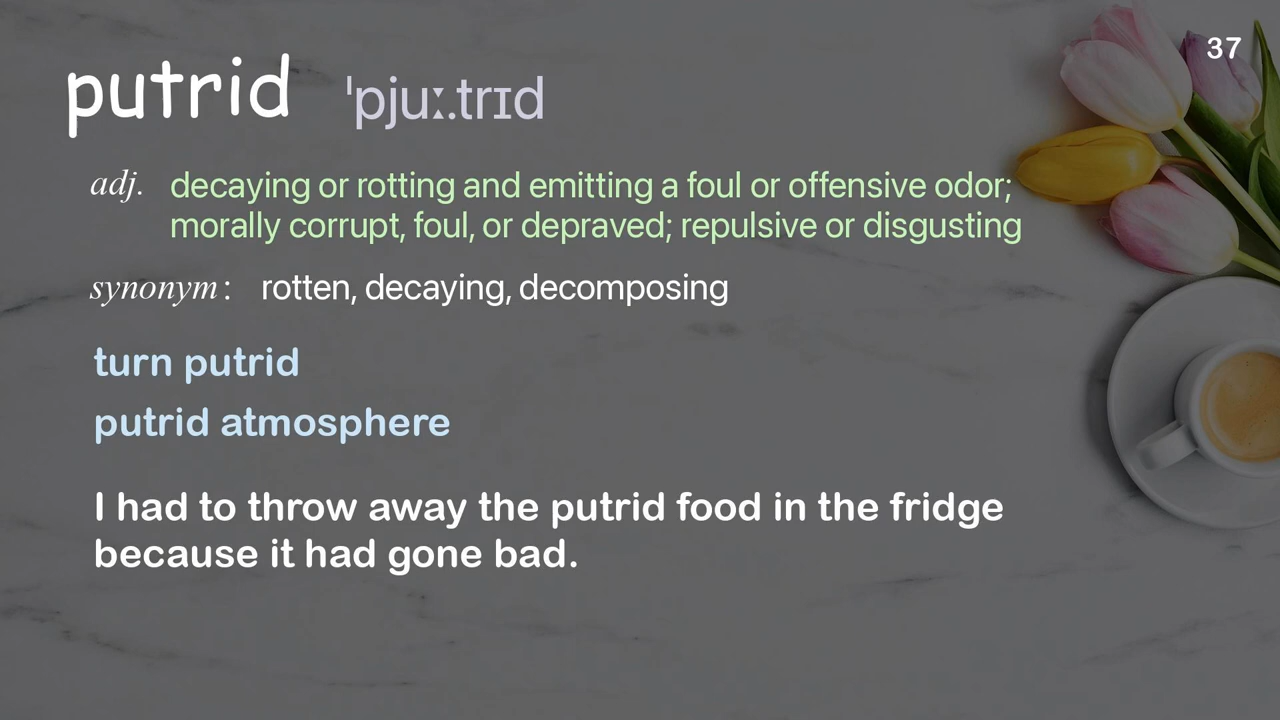 37
putrid ˈpjuː.trɪd
adj. decaying or rotting and emitting a foul or offensive odor;
morally corrupt, foul, or depraved; repulsive or disgusting
synonym : rotten, decaying, decomposing
turn putrid
putrid atmosphere
I had to throw away the putrid food in the fridge
because it had gone bad.